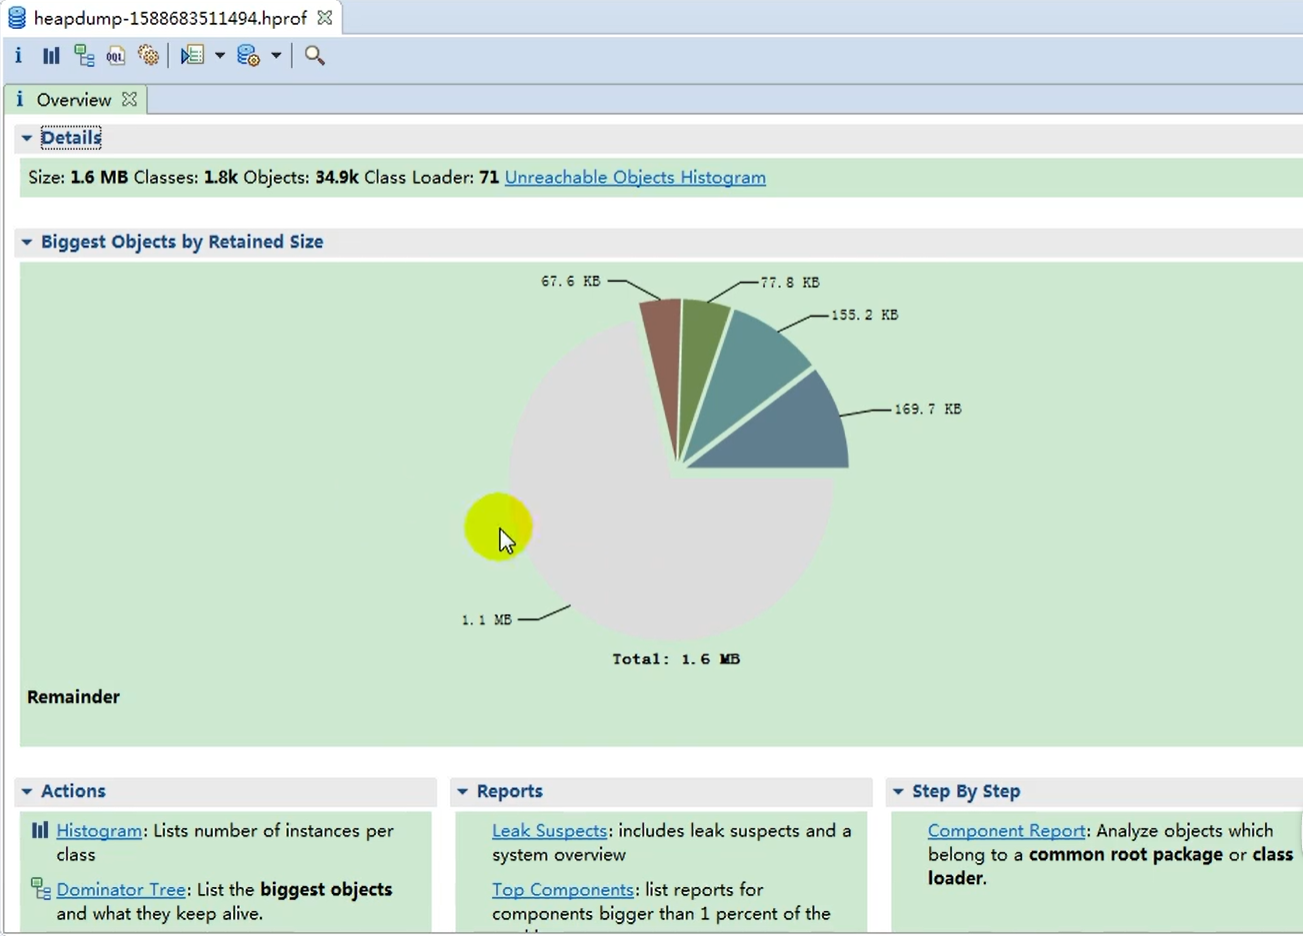 heapdump-1588683511494.hprof
Overview
Details
Size: 1.6 MB Classes: 1.8k Objects: 34.9k Class Loader: 71 Unreachable Objects Histogram
Biggest Objects by Retained Size
67.6 KB
77.8 KB
155.2 KB
169.7 KB
1.1 MB
Total: 1.6 MB
Remainder
Actions
Histogram: Lists number of instances per
class
Dominator Tree: List the biggest objects
and what they keep alive.
Reports
Leak Suspects: includes leak suspects and a
system overview
Top Components: list reports for
components bigger than 1 percent of the
Step By Step
Component Report: Analyze objects which
belong to a common root package or class
loader.